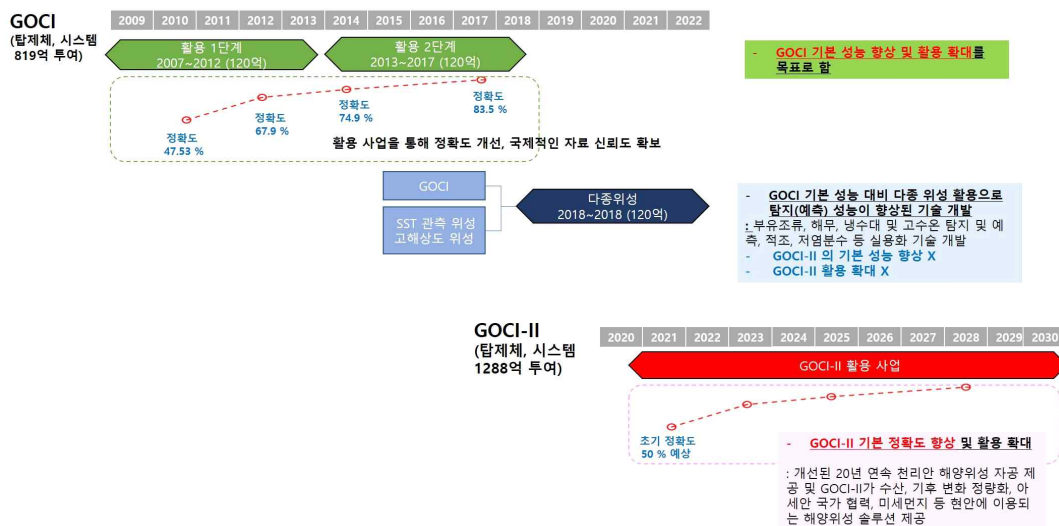 GOCI
(탑제체, 시스템
819억 투여)
2009 2010 2011 2012 2013 2014 2015 2016 2017 2018 2019 2020 2021 2022
활용 1단계
2007~2012 (120억)
활용 2단계
2013~2017 (120억)
- GOCI 기본 성능 향상 및 활용 확대를
목표로 함
정확도
47.53 %
정확도
67.9 %
정확도
74.9 %
정확도
83.5 %
활용 사업을 통해 정확도 개선, 국제적인 자료 신뢰도 확보
GOCI
SST 관측 위성
고해상도 위성
다종위성
2018~2018 (120억)
- GOCI 기본 성능 대비 다종 위성 활용으로
탐지(예측) 성능이 향상된 기술 개발
: 부유조류, 해무, 냉수대 및 고수온 탐지 및 예
측, 적조, 저염분수 등 실용화 기술 개발
- GOCI-II 의 기본 성능 향상 X
- GOCI-II 활용 확대 X
GOCI-II
(탑제체, 시스템
1288억 투여)
2020 2021 2022 2023 2024 2025 2026 2027 2028 2029 2030
GOCI-II 활용 사업
초기 정확도
50 % 예상
- GOCI-II 기본 정확도 향상 및 활용 확대
: 개선된 20년 연속 천리안 해양위성 자공 제
공 및 GOCI-II가 수산, 기후 변화 정량화, 아
세안 국가 협력, 미세먼지 등 현안에 이용되
는 해양위성 솔루션 제공